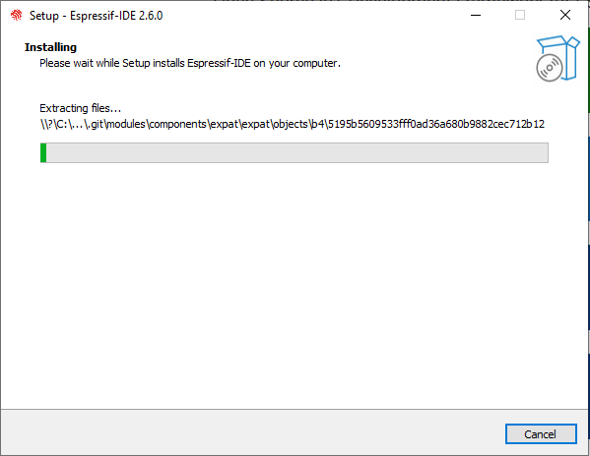 Setup - Espressif-IDE 2.6.0
Installing
Please wait while Setup installs Espressif-IDE on your computer.
Extracting files...
\\?\C:\...\.git\modules\components\expat\expat\objects\b4\5195b5609533fff0ad36a680b9882cec712b12
Cancel